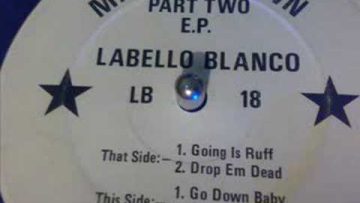 PART TWO
E.P.
LABELLO BLANCO
LB 18
That Side:— 1. Going Is Ruff
2. Drop Em Dead
This Side:— 1. Go Down Baby